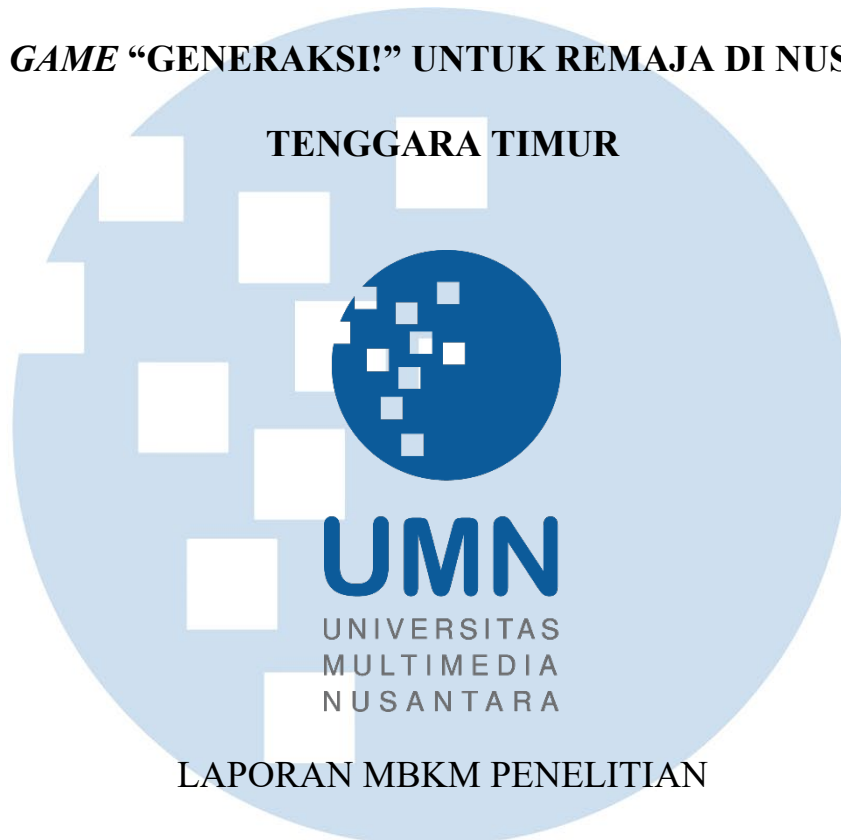 GAME “GENERAKSI!” UNTUK REMAJA DI NUS
TENGGARA TIMUR
UMN
UNIVERSITAS
MULTIMEDIA
NUSANTARA
LAPORAN MBKM PENELITIAN